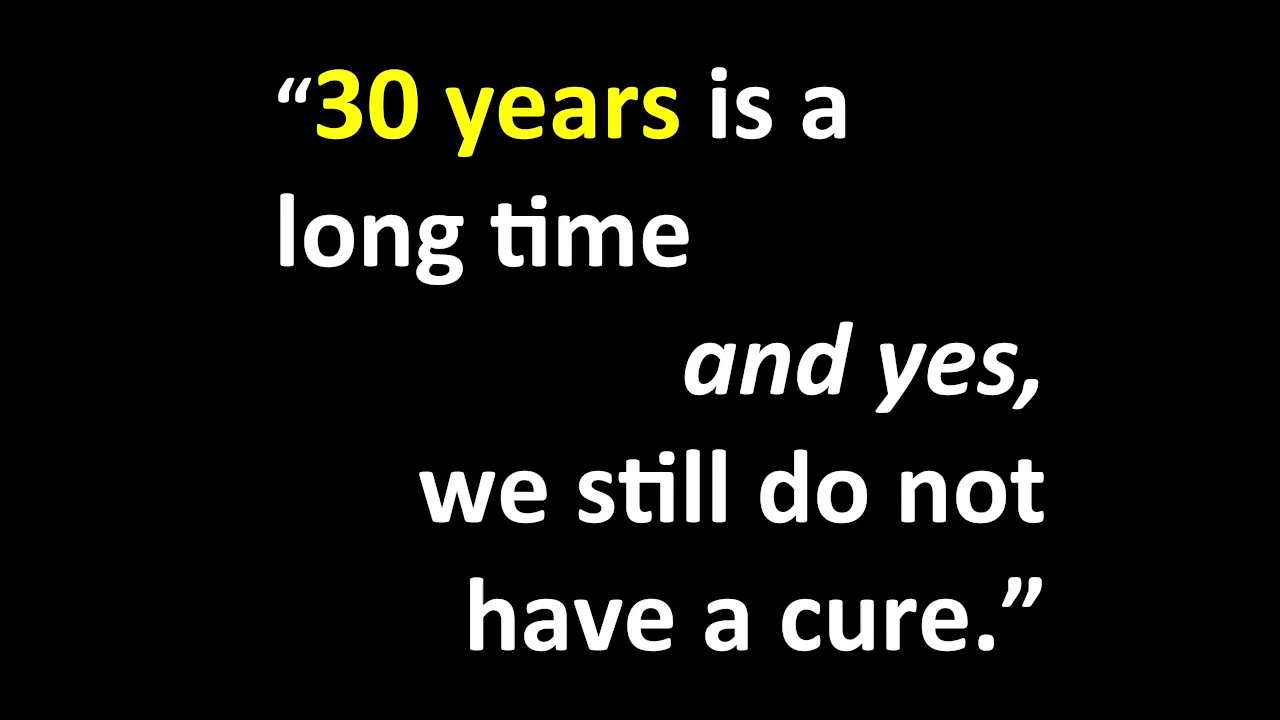 “30 years is a
long time
and yes,
we still do not
have a cure.”